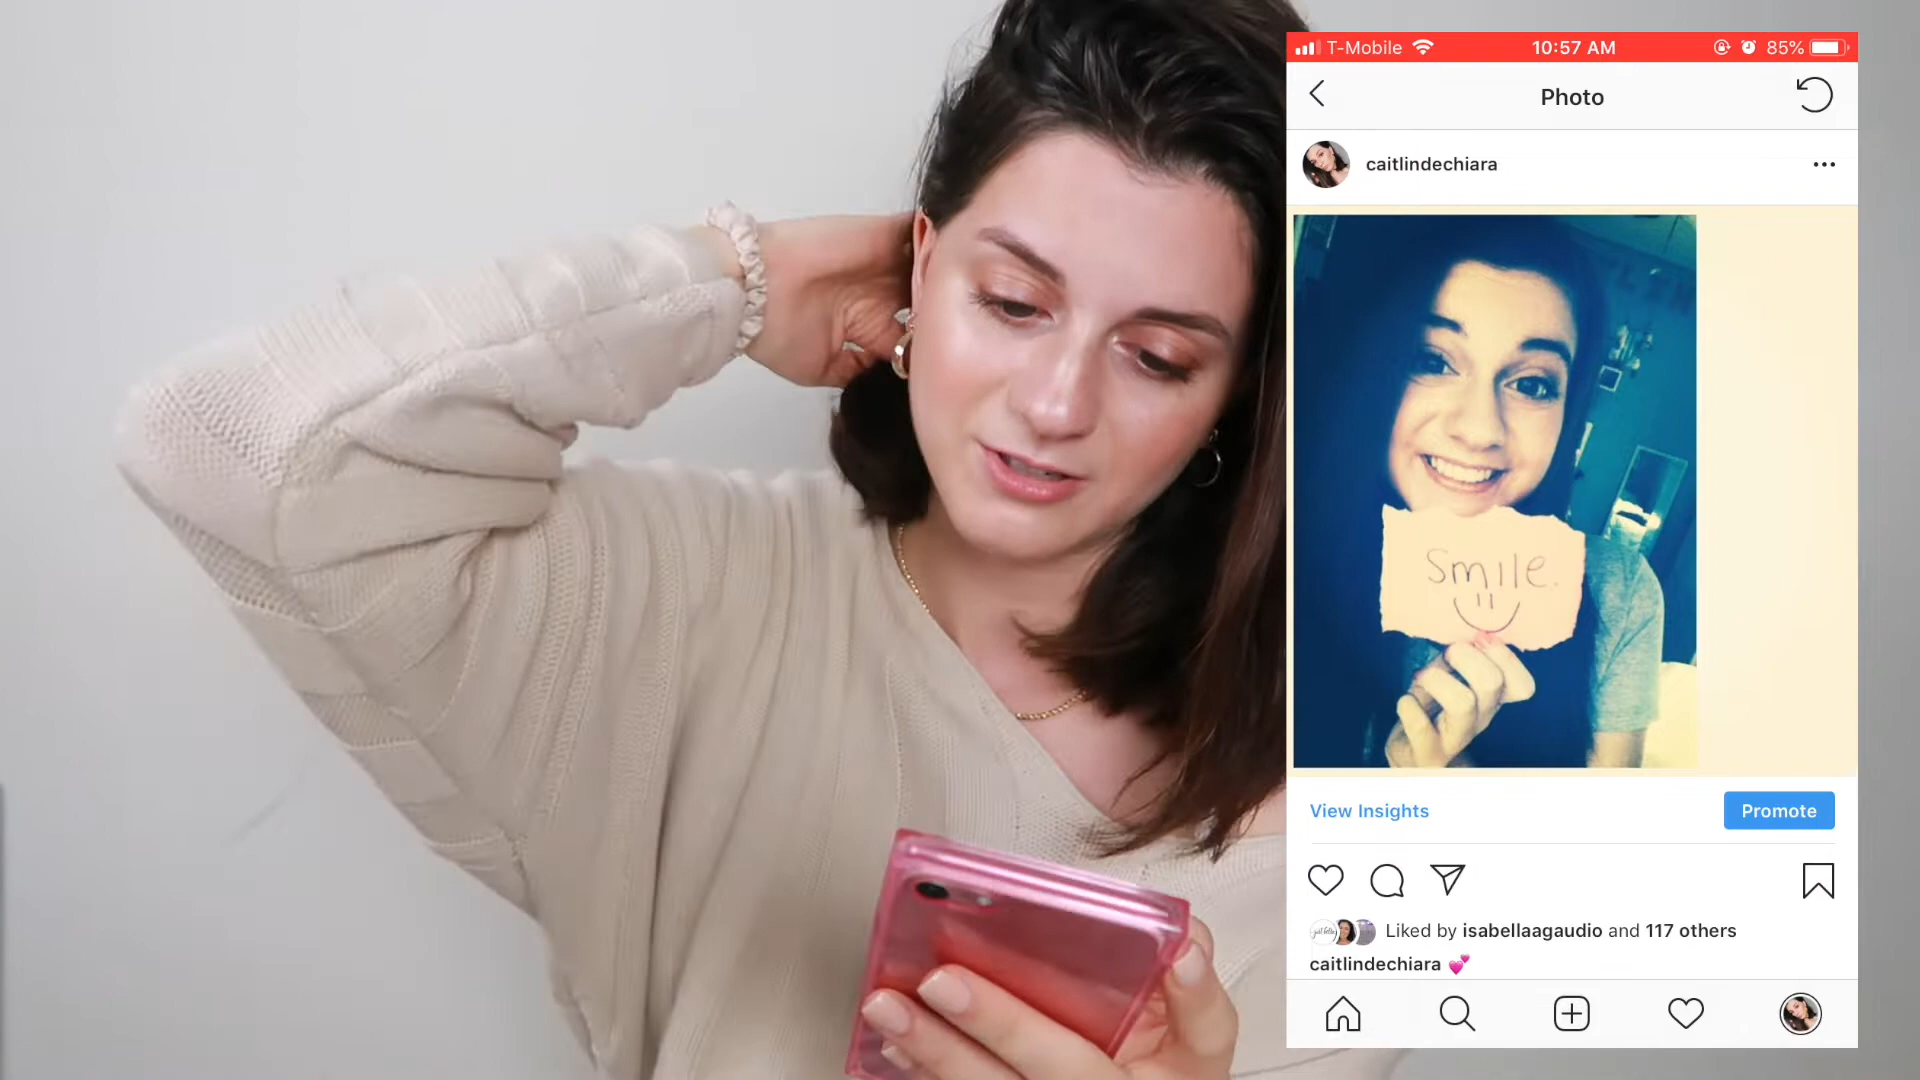 T-Mobile 10:57 AM 85%
Photo
caitlindechiara
Smile.
View Insights
Promote
Liked by isabellaagaudio and 117 others
caitlindechiara 💕